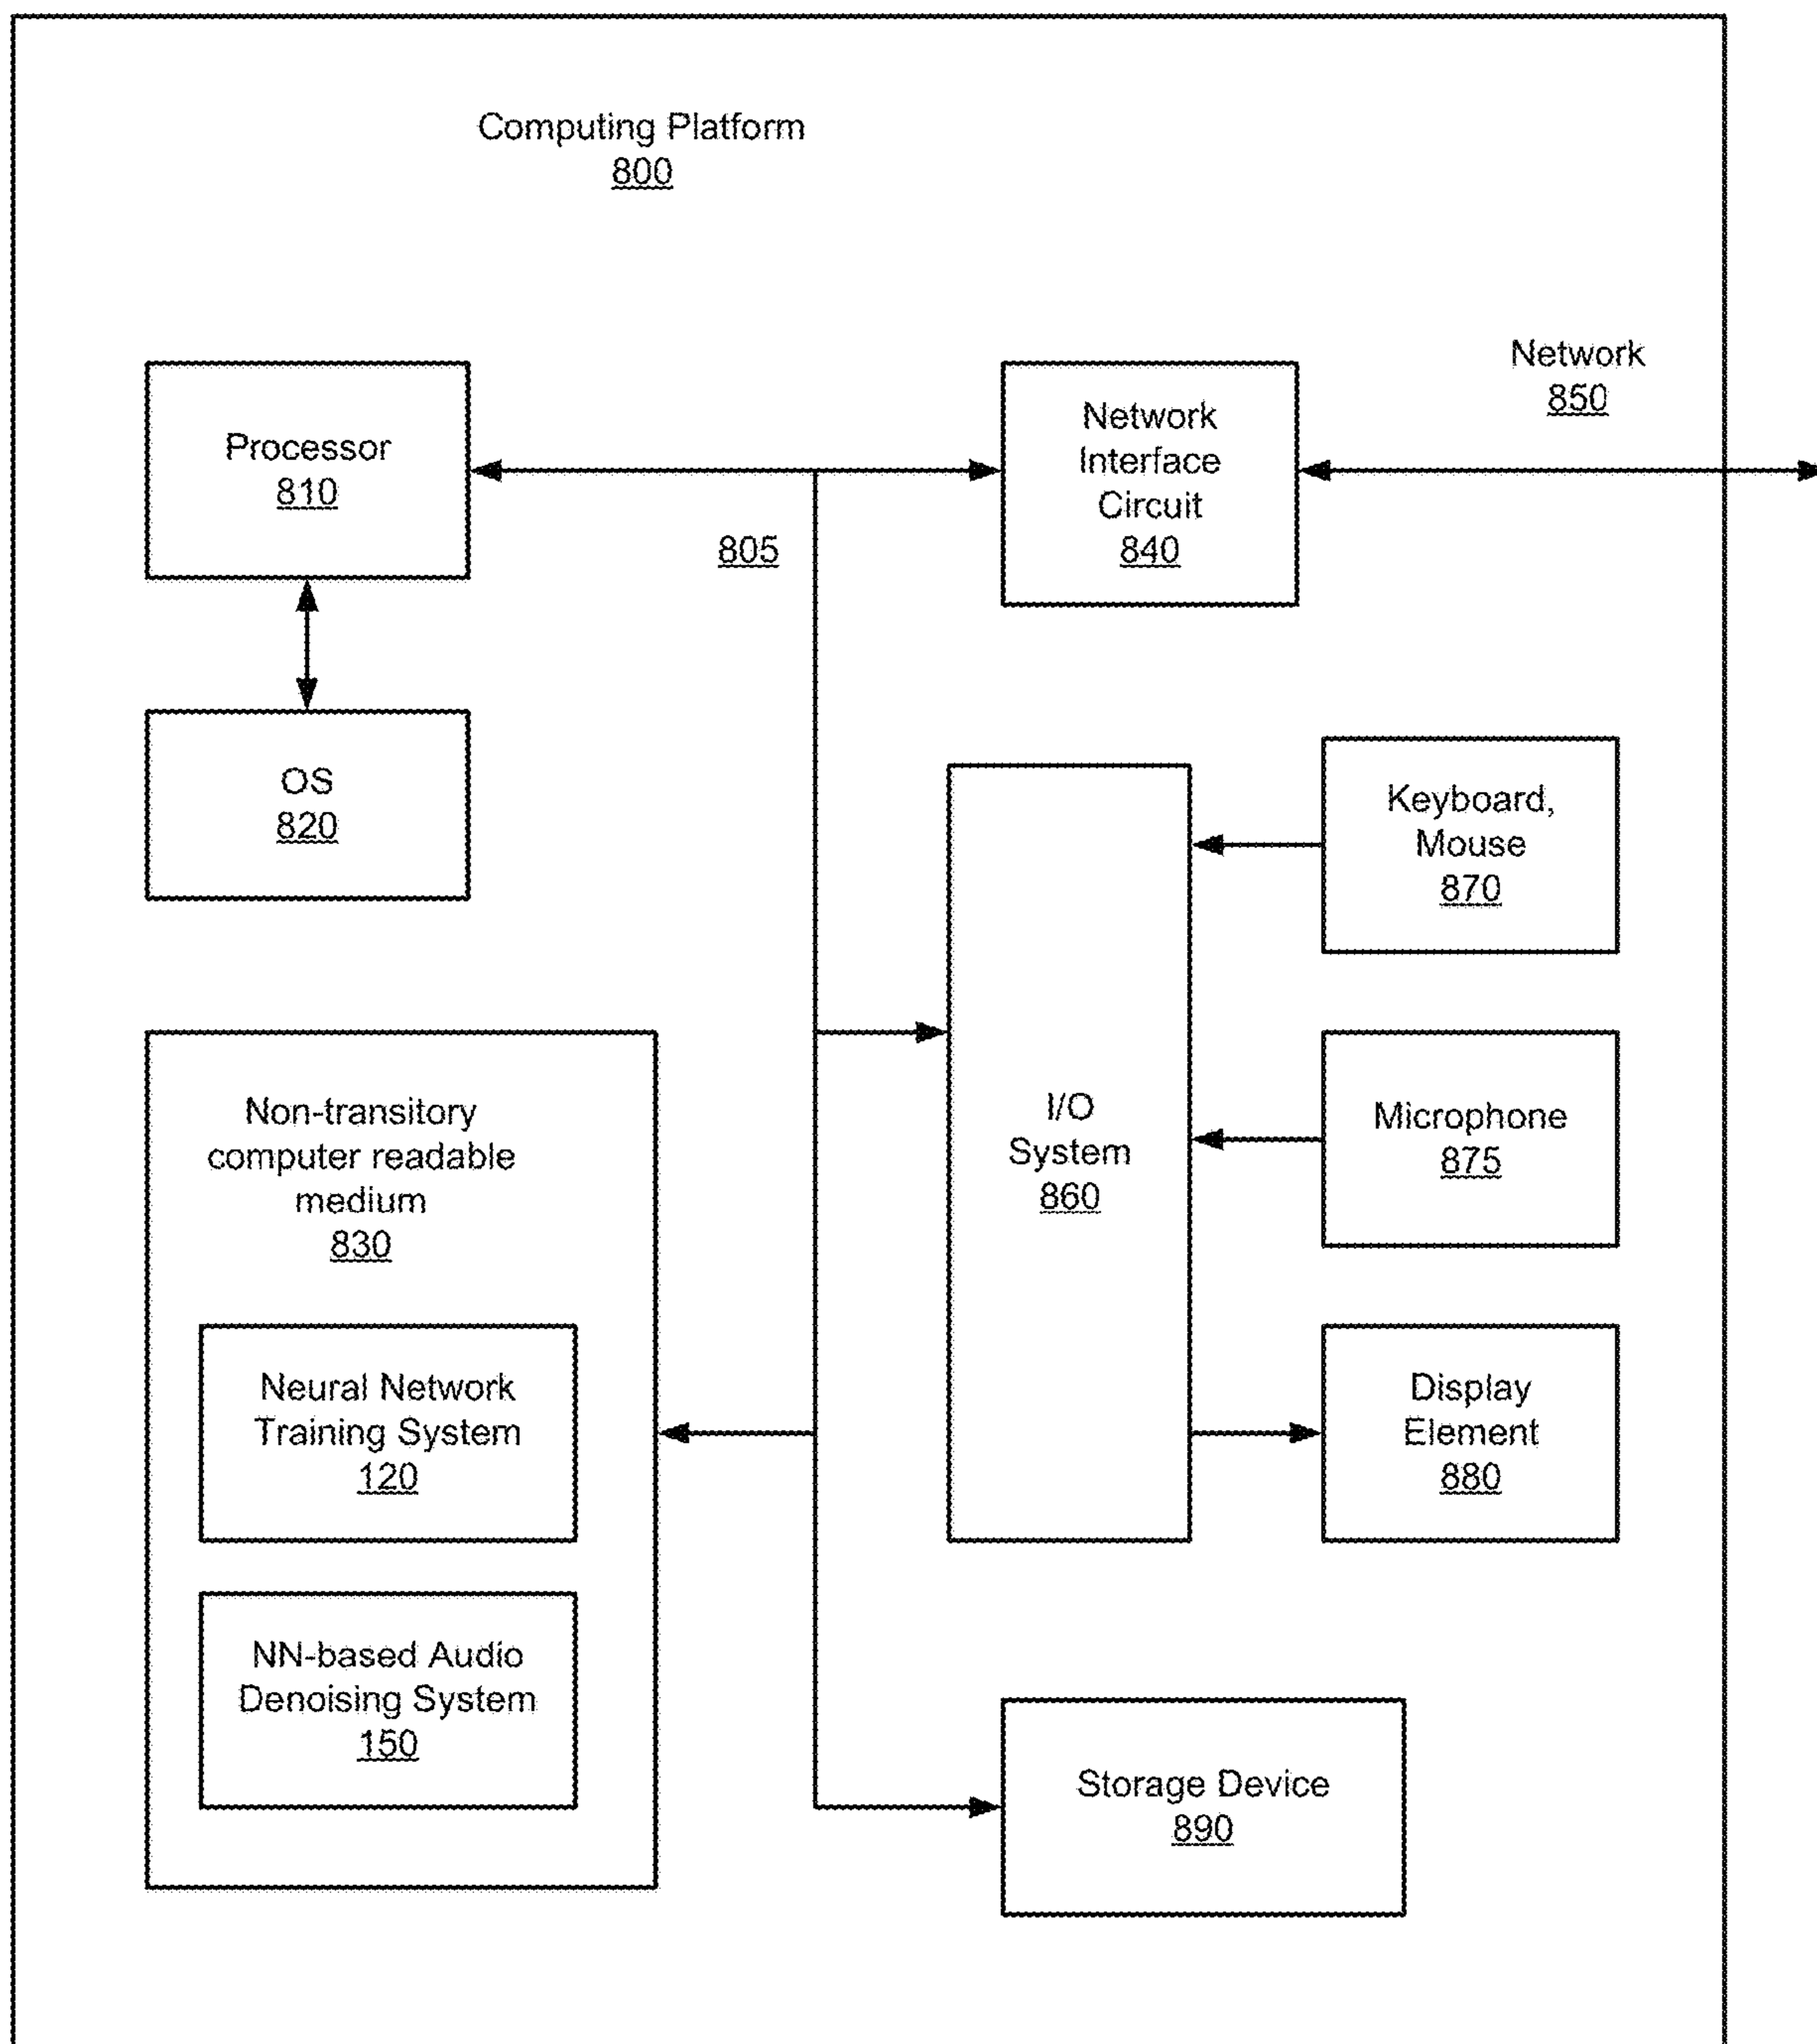 Computing Platform
800
Network
850
Processor
810
Network
Interface
Circuit
840
805
OS
820
Keyboard,
Mouse
870
Non-transitory
computer readable
medium
830
I/O
System
860
Microphone
875
Neural Network
Training System
120
Display
Element
880
NN-based Audio
Denoising System
150
Storage Device
890